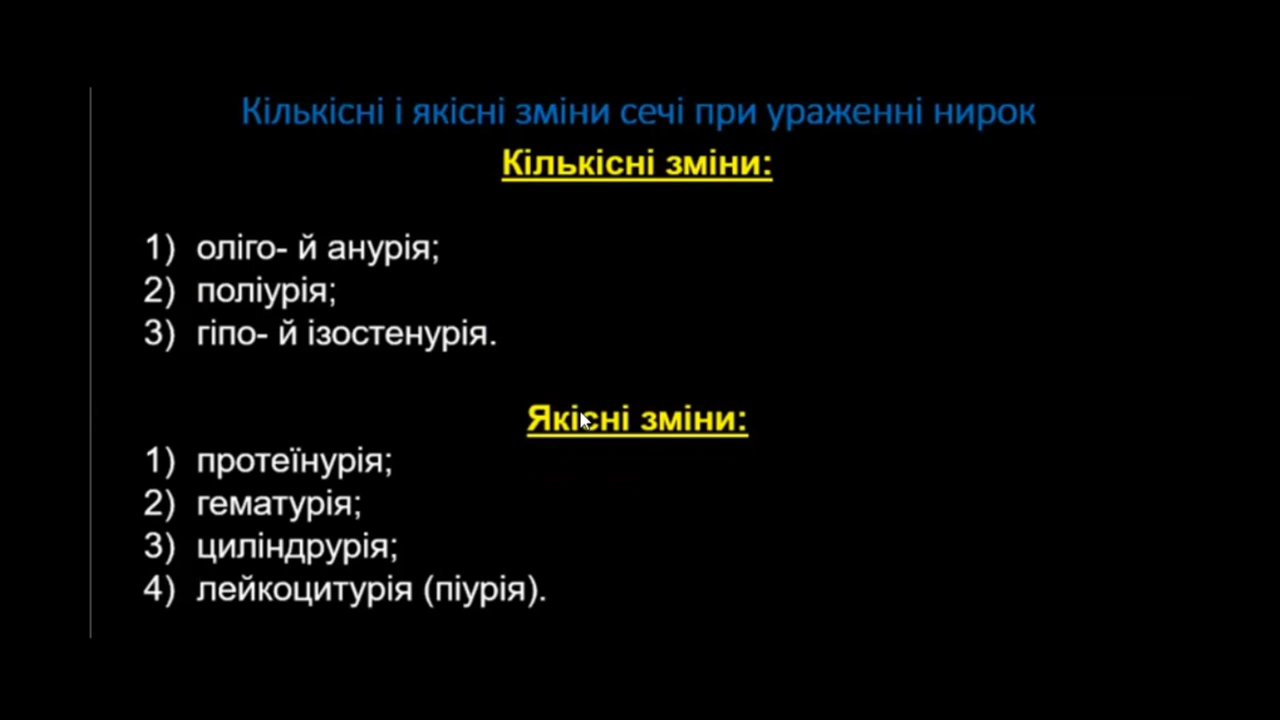 Кількісні і якісні зміни сечі при ураженні нирок
Кількісні зміни:
1) оліго- й анурія;
2) поліурія;
3) гіпо- й ізостенурія.
Якісні зміни:
1) протеїнурія;
2) гематурія;
3) циліндрурія;
4) лейкоцитурія (піурія).